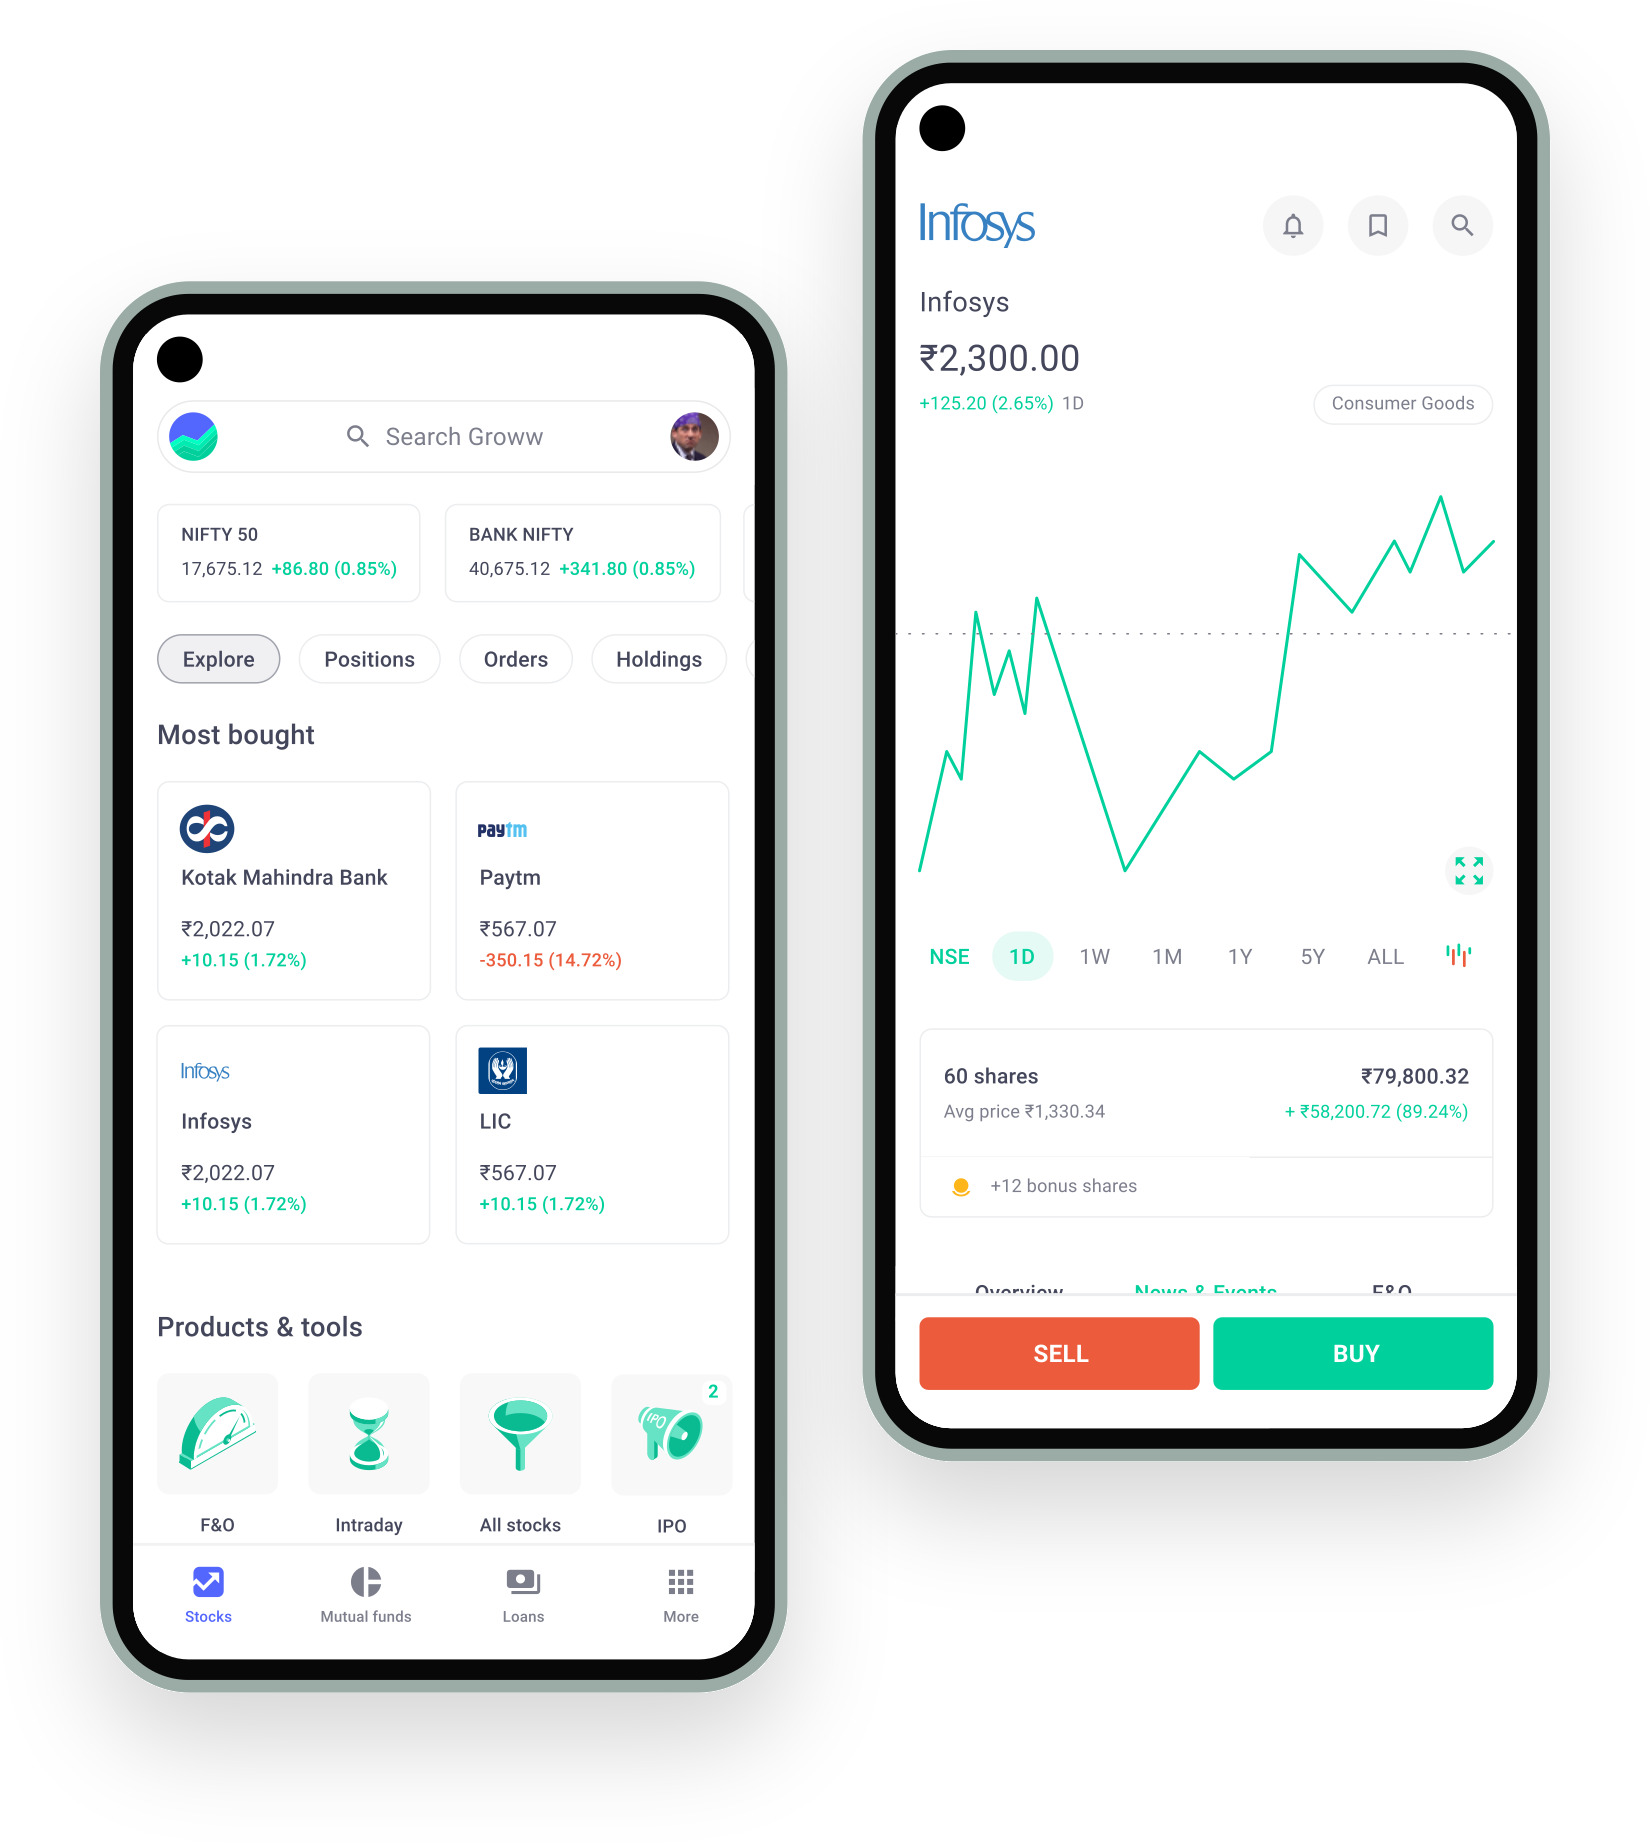 Search Groww
NIFTY 50
17,675.12 +86.80 (0.85%)
BANK NIFTY
40,675.12 +341.80 (0.85%)
Explore
Positions
Orders
Holdings
Most bought
Kotak Mahindra Bank
₹2,022.07
+10.15 (1.72%)
paytm
Paytm
₹567.07
-350.15 (14.72%)
Infosys
Infosys
₹2,022.07
+10.15 (1.72%)
LIC
₹567.07
+10.15 (1.72%)
Products & tools
F&O
Intraday
All stocks
2
IPO
IPO
Stocks
Mutual funds
Loans
More
Infosys
Infosys
₹2,300.00
+125.20 (2.65%) 1D
Consumer Goods
NSE
1D
1W
1M
1Y
5Y
ALL
60 shares
₹79,800.32
Avg price ₹1,330.34
+ ₹58,200.72 (89.24%)
+12 bonus shares
Overview
News & Events
F&O
SELL
BUY